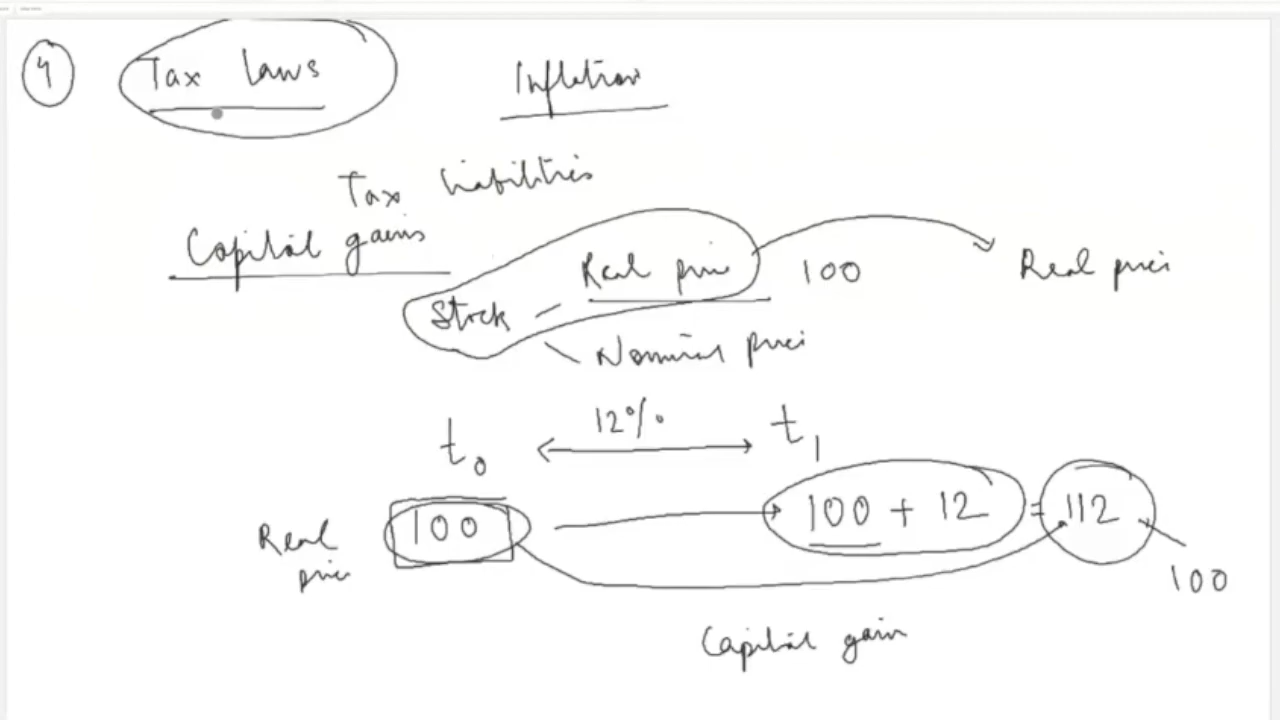 4 Tax Laws Inflation
Tax liabilities
Capital gains
Real price 100 Real price
Stock
Nominal price
12%
t0 t1
100 100 + 12 = 112
Real price
100
Capital gain